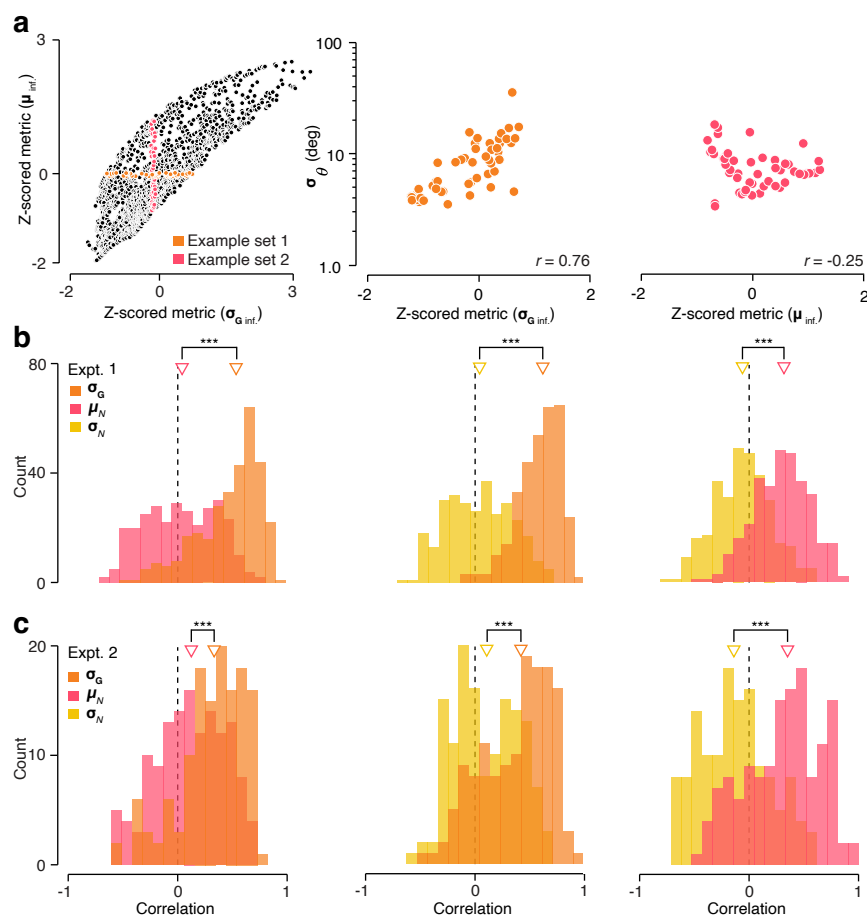 a
3
0
-2
Z-scored metric (μ inf.)
Example set 1
Example set 2
-2
0
3
Z-scored metric (σG inf.)
100
10
1.0
σθ (deg)
r = 0.76
-2
0
2
Z-scored metric (σG inf.)
r = -0.25
-2
0
2
Z-scored metric (μ inf.)
b
80
40
0
Count
Expt. 1
σG
μN
σN
***
***
***
c
20
10
0
Count
Expt. 2
σG
μN
σN
***
***
***
-1
0
1
Correlation
-1
0
1
Correlation
-1
0
1
Correlation